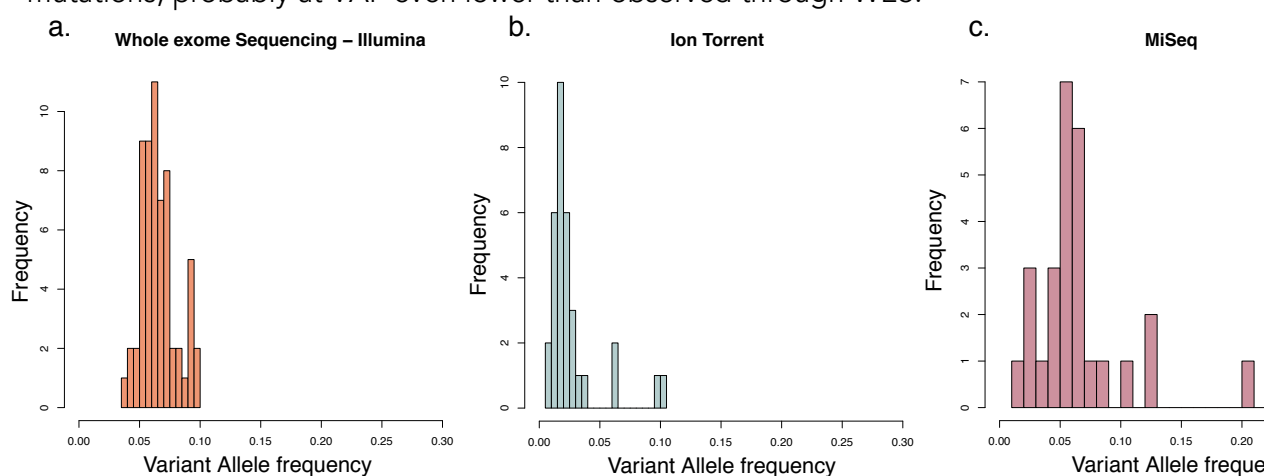 mutations, probably at VAF even lower than observed through WES.
a. Whole exome Sequencing – Illumina
b. Ion Torrent
c. MiSeq
Frequency
0 2 4 6 8 10
0.00 0.05 0.10 0.15 0.20 0.25 0.30
Variant Allele frequency
Frequency
0 2 4 6 8 10
0.00 0.05 0.10 0.15 0.20 0.25 0.30
Variant Allele frequency
Frequency
0 1 2 3 4 5 6 7
0.00 0.05 0.10 0.15 0.20
Variant Allele freque